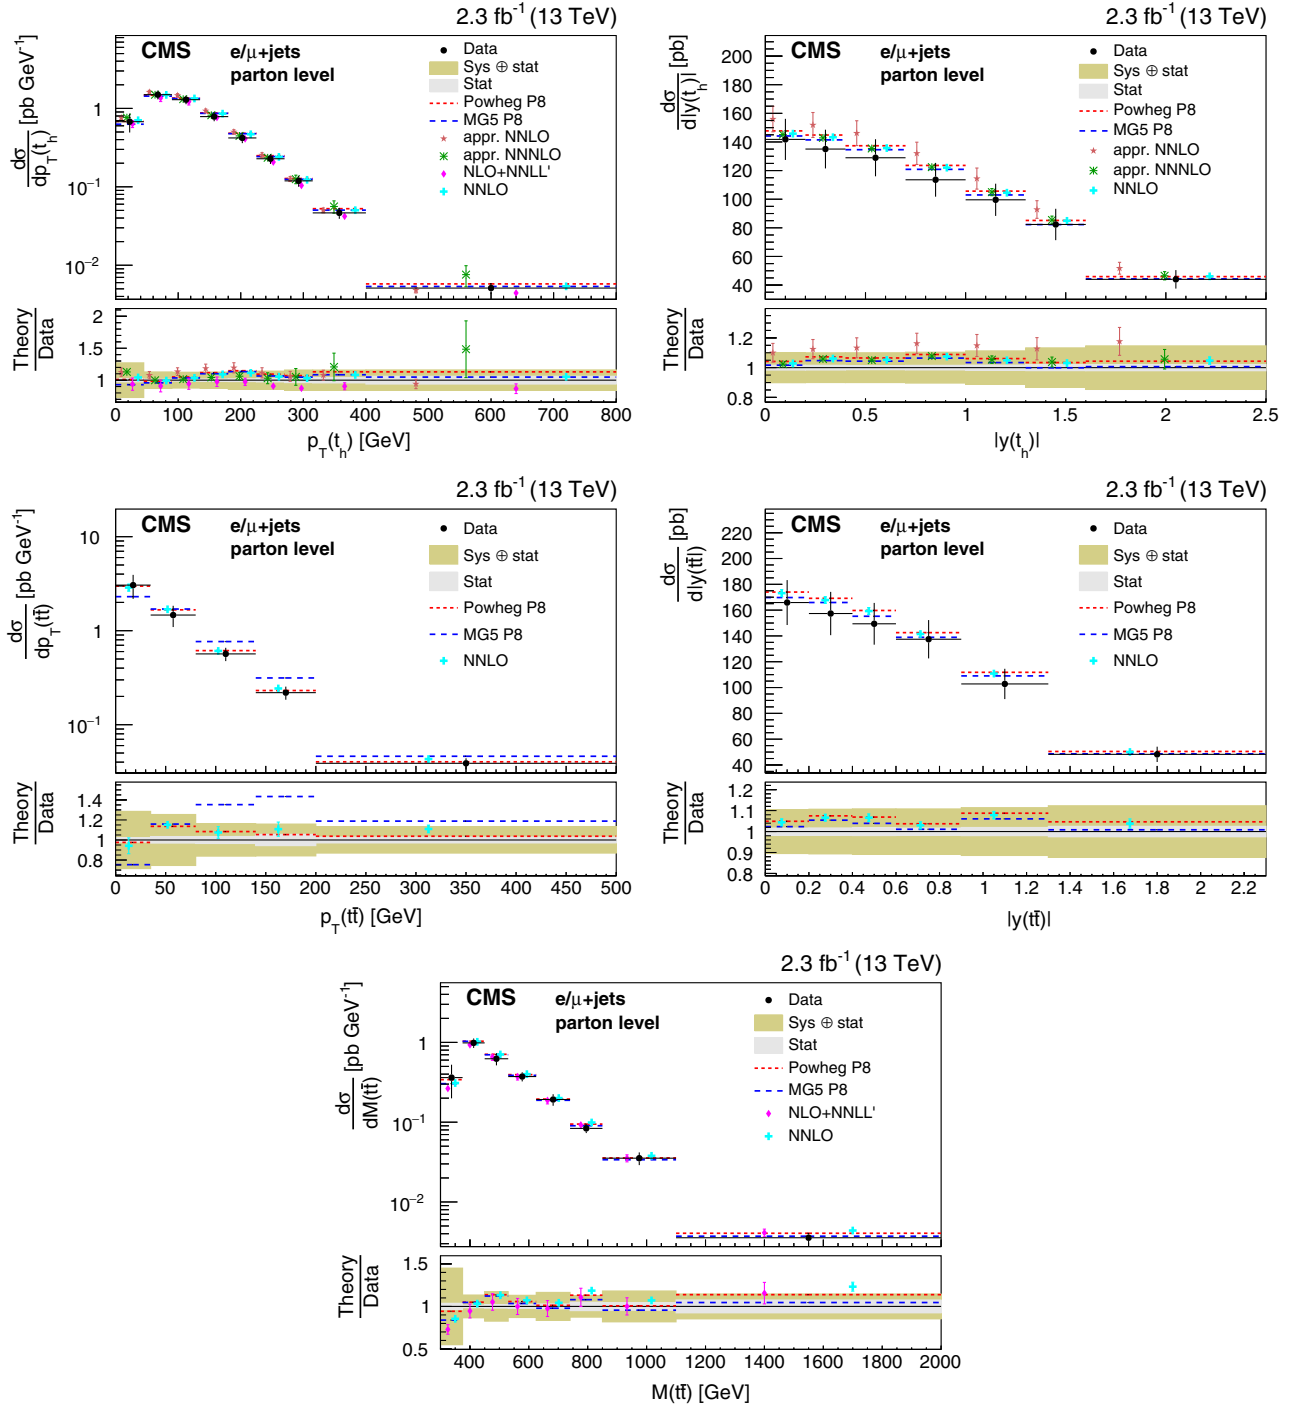 2.3 fb⁻¹ (13 TeV)
CMS e/μ+jets
parton level
Data
Sys ⊕ stat
Stat
Powheg P8
MG5 P8
appr. NNLO
appr. NNNLO
NLO+NNLL'
NNLO
dσ/dp_T(t_h) [pb GeV⁻¹]
1
10⁻¹
10⁻²
Theory/Data
2
1.5
1
0 100 200 300 400 500 600 700 800
p_T(t_h) [GeV]
2.3 fb⁻¹ (13 TeV)
CMS e/μ+jets
parton level
Data
Sys ⊕ stat
Stat
Powheg P8
MG5 P8
appr. NNLO
appr. NNNLO
NNLO
dσ/d|y(t_h)| [pb]
200
180
160
140
120
100
80
60
40
Theory/Data
1.2
1
0.8
0 0.5 1 1.5 2 2.5
|y(t_h)|
2.3 fb⁻¹ (13 TeV)
CMS e/μ+jets
parton level
Data
Sys ⊕ stat
Stat
Powheg P8
MG5 P8
NNLO
dσ/dp_T(tt̄) [pb GeV⁻¹]
10
1
10⁻¹
Theory/Data
1.4
1.2
1
0.8
0 50 100 150 200 250 300 350 400 450 500
p_T(tt̄) [GeV]
2.3 fb⁻¹ (13 TeV)
CMS e/μ+jets
parton level
Data
Sys ⊕ stat
Stat
Powheg P8
MG5 P8
NNLO
dσ/d|y(tt̄)| [pb]
220
200
180
160
140
120
100
80
60
40
Theory/Data
1.2
1.1
1
0.9
0.8
0 0.2 0.4 0.6 0.8 1 1.2 1.4 1.6 1.8 2 2.2
|y(tt̄)|
2.3 fb⁻¹ (13 TeV)
CMS e/μ+jets
parton level
Data
Sys ⊕ stat
Stat
Powheg P8
MG5 P8
NLO+NNLL'
NNLO
dσ/dM(tt̄) [pb GeV⁻¹]
1
10⁻¹
10⁻²
Theory/Data
1.5
1
0.5
400 600 800 1000 1200 1400 1600 1800 2000
M(tt̄) [GeV]